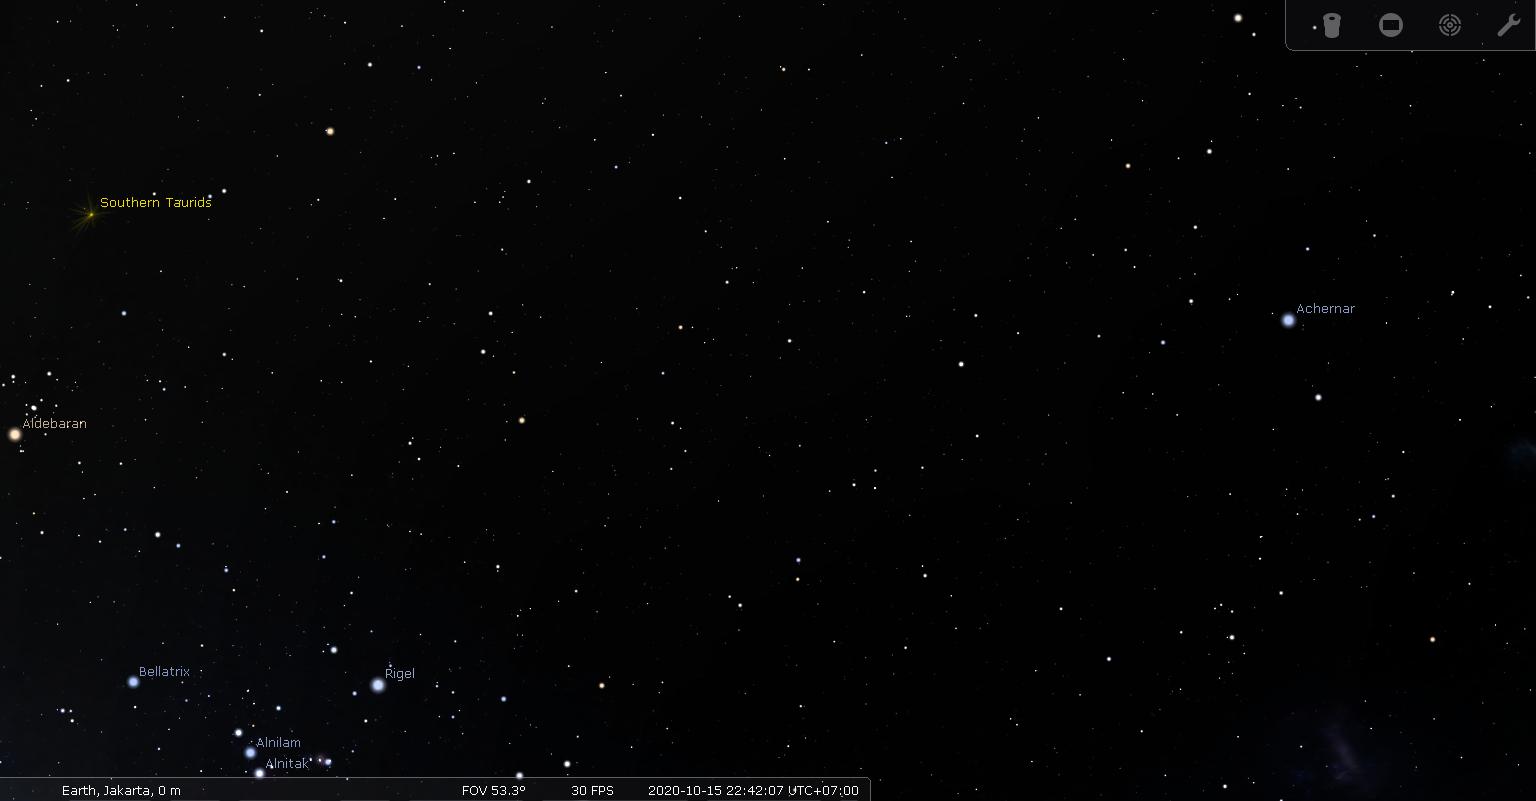 Southern Taurids
Achernar
Aldebaran
Bellatrix
Rigel
Alnilam
Alnitak
Earth, Jakarta, 0 m
FOV 53.3°
30 FPS
2020-10-15 22:42:07 UTC+07:00